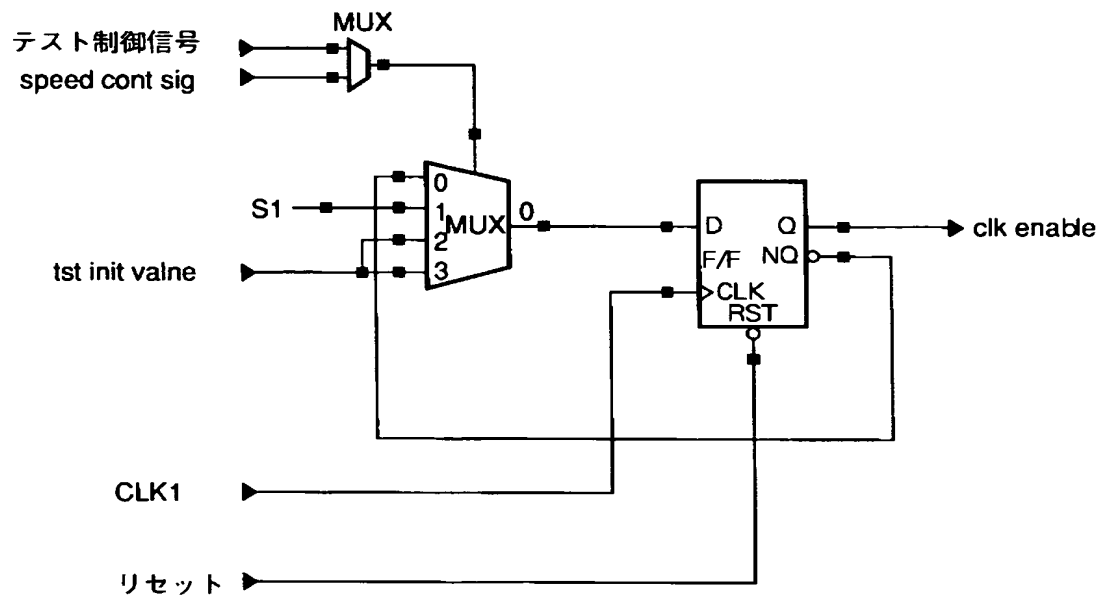 MUX
テスト制御信号
speed cont sig
0
S1
1
MUX
0
2
tst init valne
3
D
Q
clk enable
F/F
NQ
CLK
RST
CLK1
リセット